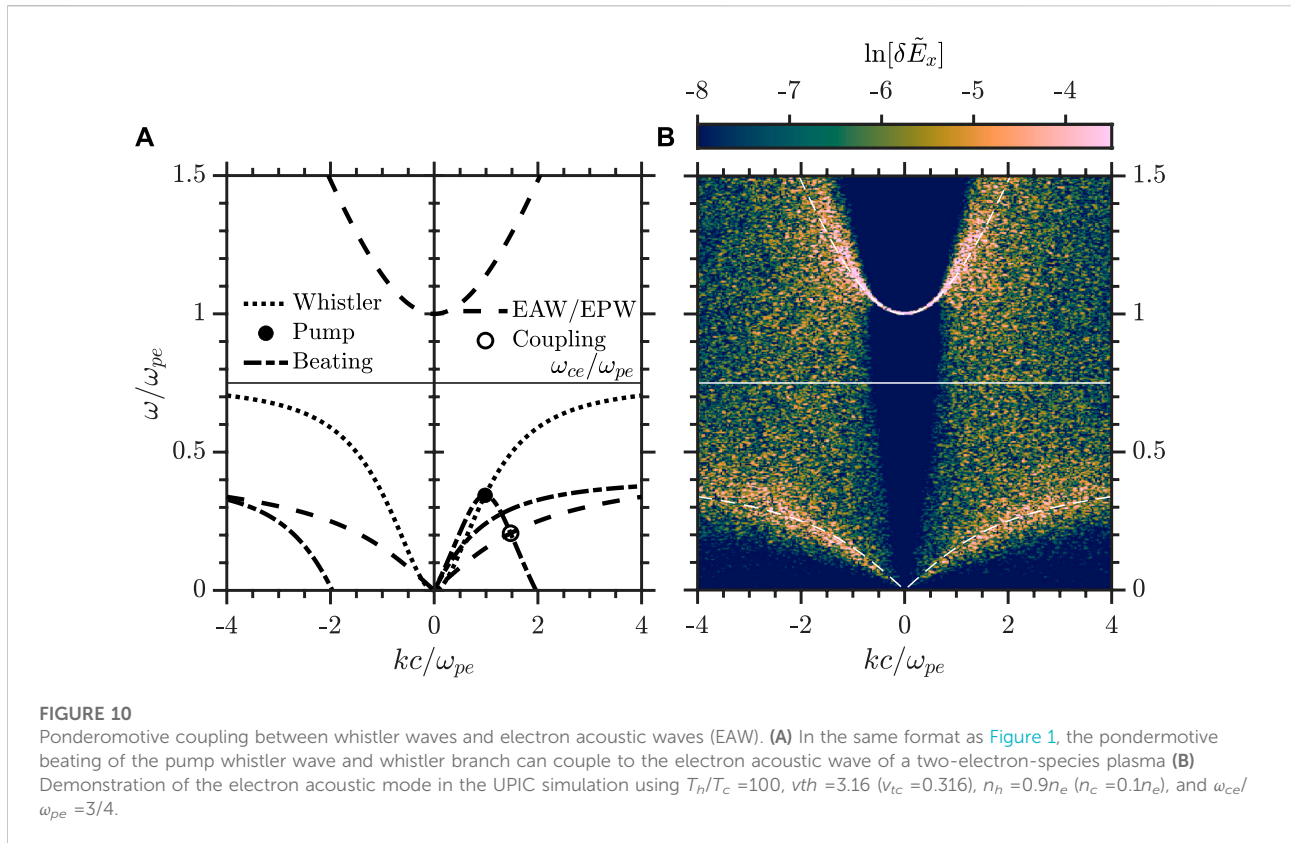 ln[δẼ_x]
-8 -7 -6 -5 -4
A B
1.5 1.5
Whistler EAW/EPW
1 1
Pump Coupling
Beating ω_ce/ω_pe
ω/ω_pe
0.5 0.5
0 0
-4 -2 0 2 4 -4 -2 0 2 4
kc/ω_pe kc/ω_pe
FIGURE 10
Ponderomotive coupling between whistler waves and electron acoustic waves (EAW). (A) In the same format as Figure 1, the pondermotive
beating of the pump whistler wave and whistler branch can couple to the electron acoustic wave of a two-electron-species plasma (B)
Demonstration of the electron acoustic mode in the UPIC simulation using T_h/T_c =100, vth =3.16 (v_tc =0.316), n_h =0.9n_e (n_c =0.1n_e), and ω_ce/
ω_pe =3/4.